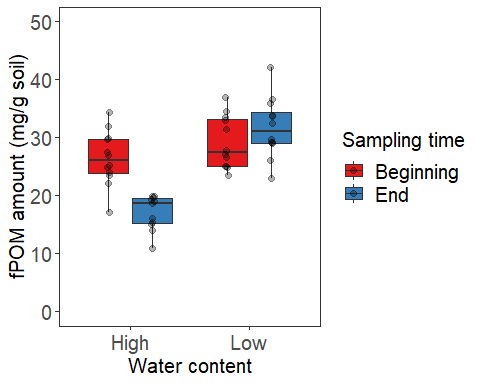 fPOM amount (mg/g soil)
50
40
30
20
10
0
High Low
Water content
Sampling time
Beginning
End